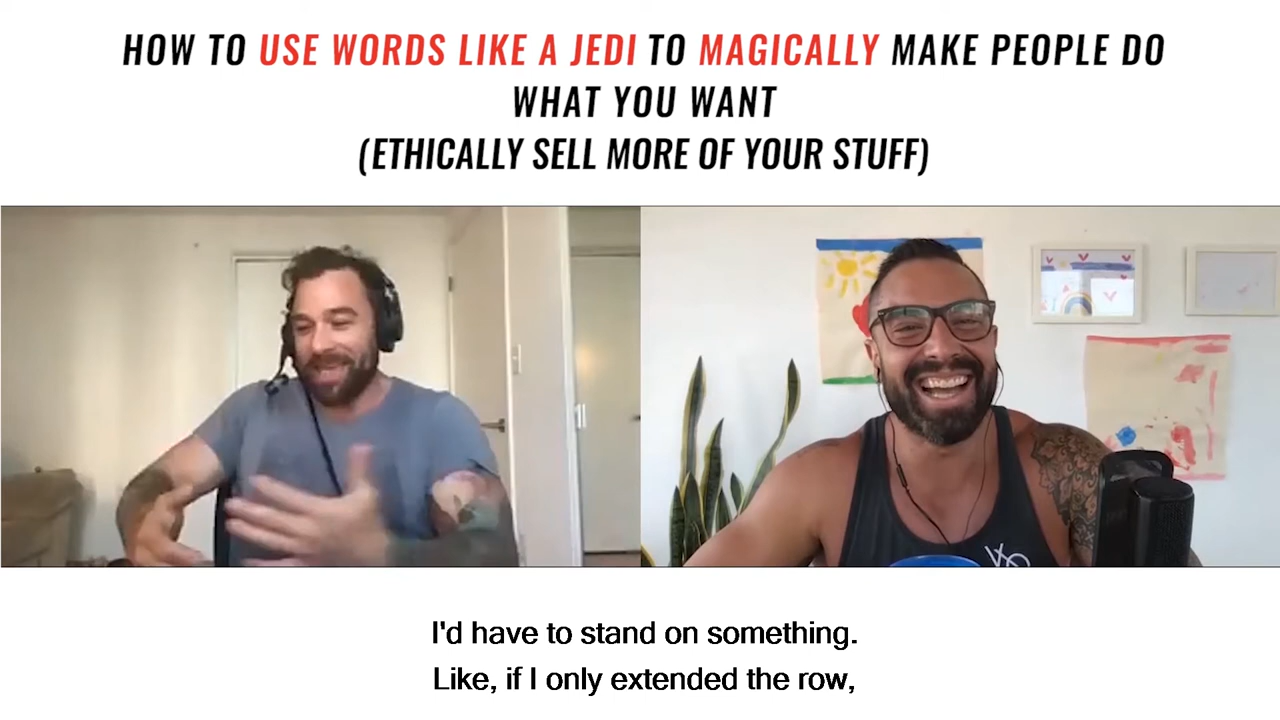 HOW TO USE WORDS LIKE A JEDI TO MAGICALLY MAKE PEOPLE DO
WHAT YOU WANT
(ETHICALLY SELL MORE OF YOUR STUFF)
I'd have to stand on something.
Like, if I only extended the row,